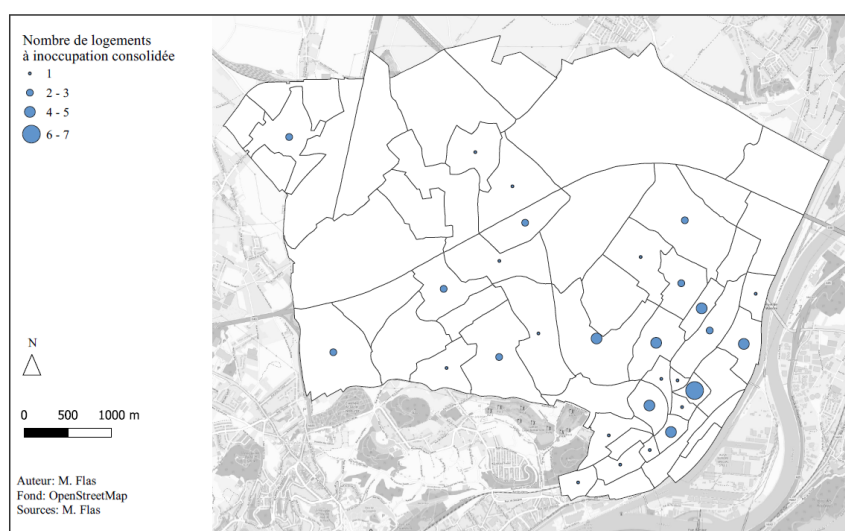 Nombre de logements
à inoccupation consolidée
1
2 - 3
4 - 5
6 - 7
N
0 500 1000 m
Auteur: M. Flas
Fond: OpenStreetMap
Sources: M. Flas